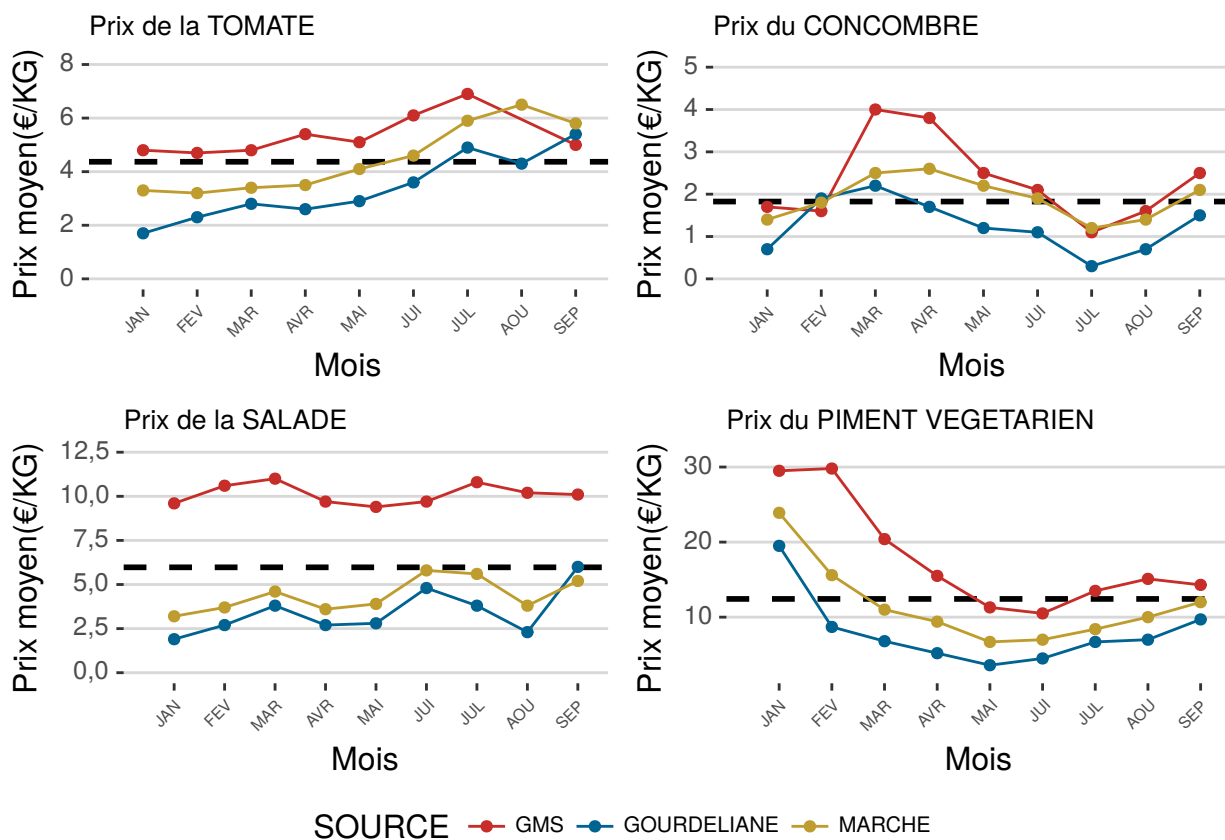 Prix de la TOMATE
Prix moyen(€/KG)
8
6
4
2
0
JAN FEV MAR AVR MAI JUI JUL AOU SEP
Mois
Prix du CONCOMBRE
Prix moyen(€/KG)
5
4
3
2
1
0
JAN FEV MAR AVR MAI JUI JUL AOU SEP
Mois
Prix de la SALADE
Prix moyen(€/KG)
12,5
10,0
7,5
5,0
2,5
0,0
JAN FEV MAR AVR MAI JUI JUL AOU SEP
Mois
Prix du PIMENT VEGETARIEN
Prix moyen(€/KG)
30
20
10
JAN FEV MAR AVR MAI JUI JUL AOU SEP
Mois
SOURCE GMS GOURDELIANE MARCHE